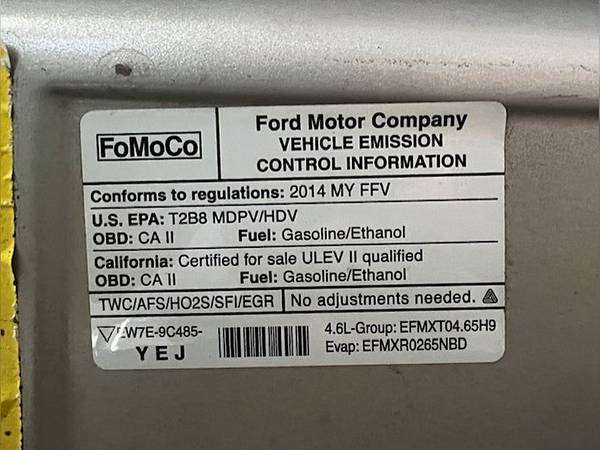 FoMoCo
Ford Motor Company
VEHICLE EMISSION
CONTROL INFORMATION
Conforms to regulations: 2014 MY FFV
U.S. EPA: T2B8 MDPV/HDV
OBD: CA II Fuel: Gasoline/Ethanol
California: Certified for sale ULEV II qualified
OBD: CA II Fuel: Gasoline/Ethanol
TWC/AFS/HO2S/SFI/EGR No adjustments needed.
EW7E-9C485-
YEJ
4.6L-Group: EFMXT04.65H9
Evap: EFMXR0265NBD